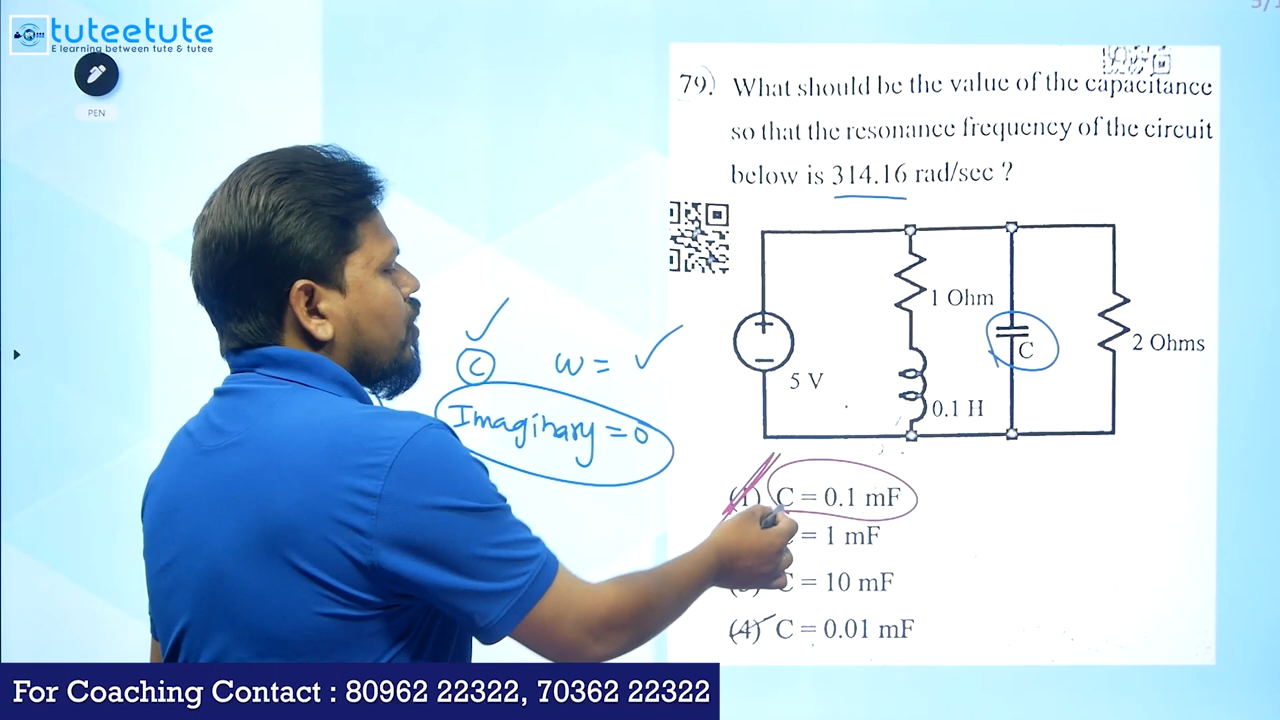 5/1
tuteetute
E learning between tute & tutee
PEN
79. What should be the value of the capacitance
so that the resonance frequency of the circuit
below is 314.16 rad/sec ?
1 Ohm
C
2 Ohms
5 V
0.1 H
C ω =
Imaginary = 0
(1) C = 0.1 mF
C = 1 mF
(3) C = 10 mF
(4) C = 0.01 mF
For Coaching Contact : 80962 22322, 70362 22322